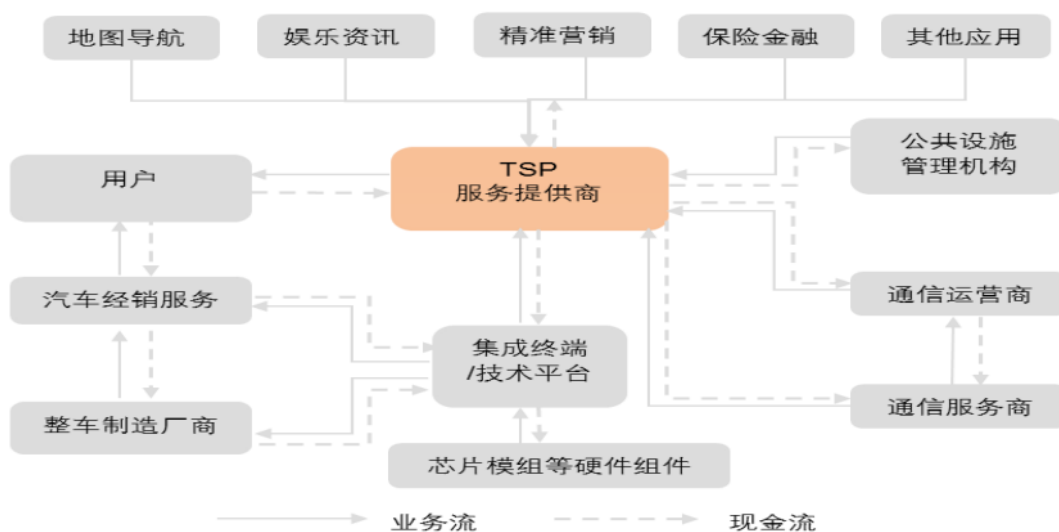 地图导航
娱乐资讯
精准营销
保险金融
其他应用
用户
TSP
服务提供商
公共设施
管理机构
汽车经销服务
集成终端
/技术平台
通信运营商
整车制造厂商
通信服务商
芯片模组等硬件组件
业务流
现金流